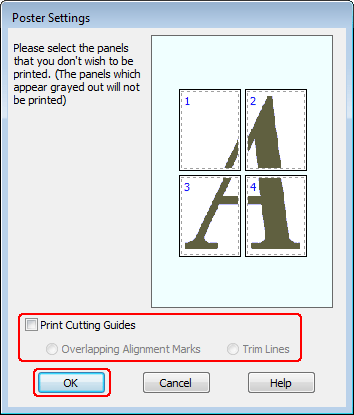 Poster Settings
Please select the panels
that you don't wish to be
printed. (The panels which
appear grayed out will not
be printed)
1
2
3
4
A
Print Cutting Guides
Overlapping Alignment Marks
Trim Lines
OK
Cancel
Help